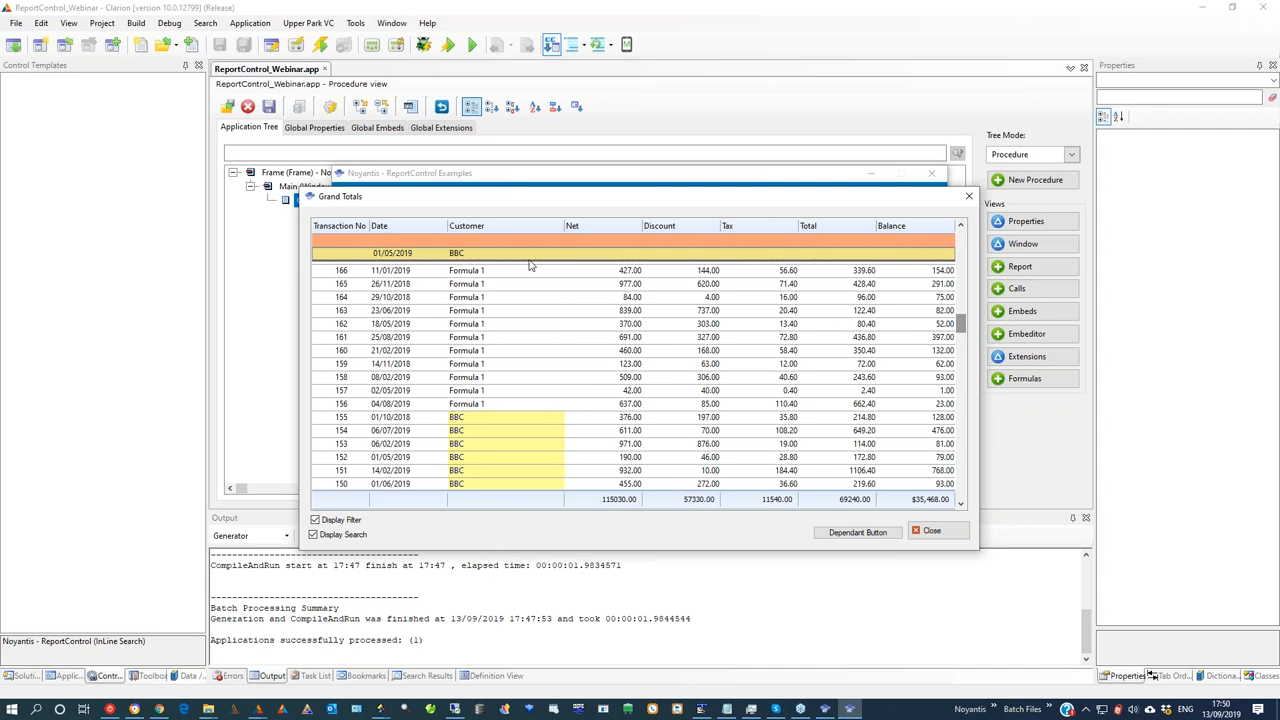 ReportControl_Webinar - Clarion (version 10.0.12799) (Release)
File Edit View Project Build Debug Search Application Upper Park VC Tools Window Help
Control Templates
ReportControl_Webinar.app
Properties
ReportControl_Webinar.app - Procedure view
Application Tree Global Properties Global Embeds Global Extensions
Tree Mode:
Procedure
New Procedure
Views
Properties
Window
Report
Calls
Embeds
Embeditor
Extensions
Formulas
Frame (Frame) - No
Main (Window
Noyantis - ReportControl Examples
Grand Totals
Transaction No Date Customer Net Discount Tax Total Balance
01/05/2019 BBC
166 11/01/2019 Formula 1 427.00 144.00 56.60 339.60 154.00
165 26/11/2018 Formula 1 977.00 620.00 71.40 428.40 291.00
164 29/10/2018 Formula 1 84.00 4.00 16.00 96.00 75.00
163 23/06/2019 Formula 1 839.00 737.00 20.40 122.40 82.00
162 18/05/2019 Formula 1 370.00 303.00 13.40 80.40 52.00
161 25/08/2019 Formula 1 691.00 327.00 72.80 436.80 397.00
160 21/02/2019 Formula 1 460.00 168.00 58.40 350.40 132.00
159 14/11/2018 Formula 1 123.00 63.00 12.00 72.00 62.00
158 08/02/2019 Formula 1 509.00 306.00 40.60 243.60 93.00
157 02/05/2019 Formula 1 42.00 40.00 0.40 2.40 1.00
156 04/08/2019 Formula 1 637.00 85.00 110.40 662.40 23.00
155 01/10/2018 BBC 376.00 197.00 35.80 214.80 128.00
154 06/07/2019 BBC 611.00 70.00 108.20 649.20 476.00
153 06/02/2019 BBC 971.00 876.00 19.00 114.00 81.00
152 01/05/2019 BBC 190.00 46.00 28.80 172.80 79.00
151 14/02/2019 BBC 932.00 10.00 184.40 1106.40 768.00
150 01/06/2019 BBC 455.00 272.00 36.60 219.60 93.00
115030.00 57330.00 11540.00 69240.00 $35,468.00
Display Filter
Display Search
Dependant Button
Close
Output
Generator
--------------------------------------
CompileAndRun start at 17:47 finish at 17:47 , elapsed time: 00:00:01.9834571
--------------------------------------
Batch Processing Summary
Generation and CompileAndRun was finished at 13/09/2019 17:47:53 and took 00:00:01.9844544
Applications successfully processed: (1)
Noyantis - ReportControl (InLine Search)
Soluti... Applic... Contr... Toolbox Data /... Errors Output Task List Bookmarks Search Results Definition View Properties Tab Ord... Dictiona... Classes
Noyantis Batch Files
17:50
13/09/2019